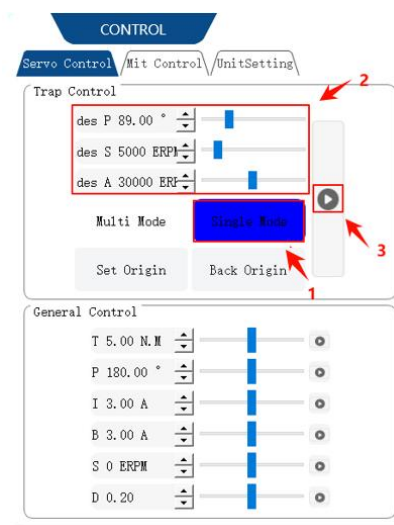 CONTROL
Servo Control Mit Control UnitSetting
2
Trap Control
des P 89.00 °
des S 5000 ERPM
des A 30000 ER
3
Multi Mode Single Mode
Set Origin Back Origin
1
General Control
T 5.00 N.M
P 180.00 °
I 3.00 A
B 3.00 A
S 0 ERPM
D 0.20